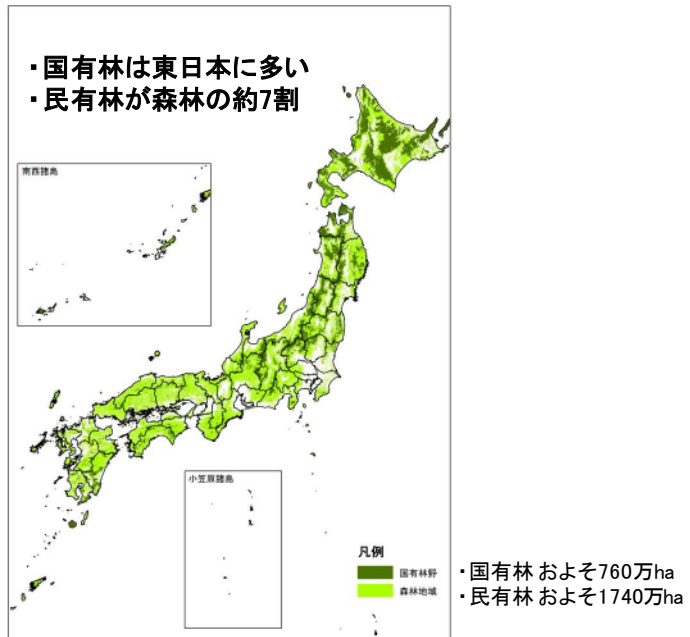 ・国有林は東日本に多い
・民有林が森林の約7割
南西諸島
小笠原諸島
凡例
国有林野
森林地域
・国有林 およそ760万ha
・民有林 およそ1740万ha